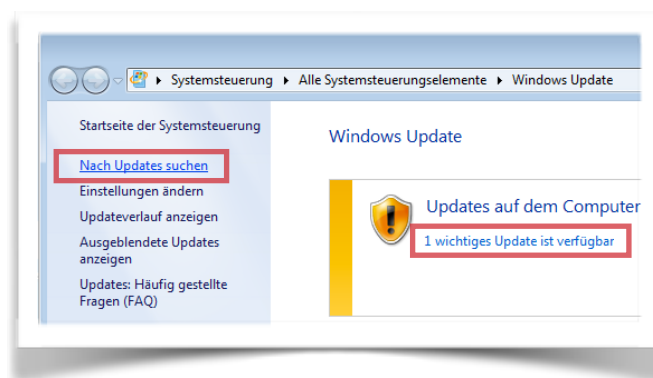 Systemsteuerung ▸ Alle Systemsteuerungselemente ▸ Windows Update
Startseite der Systemsteuerung
Nach Updates suchen
Einstellungen ändern
Updateverlauf anzeigen
Ausgeblendete Updates
anzeigen
Updates: Häufig gestellte
Fragen (FAQ)
Windows Update
Updates auf dem Computer
1 wichtiges Update ist verfügbar